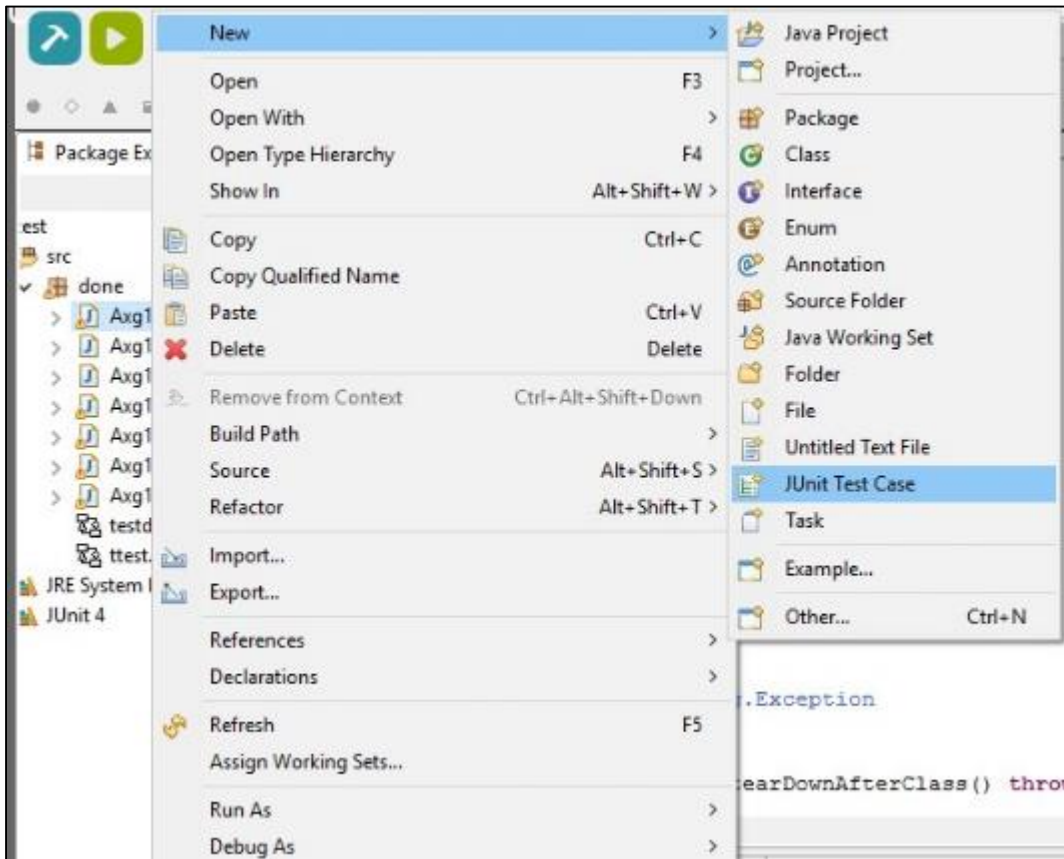 New >
Open F3
Open With >
Open Type Hierarchy F4
Show In Alt+Shift+W >
Copy Ctrl+C
Copy Qualified Name
Paste Ctrl+V
Delete Delete
Remove from Context Ctrl+Alt+Shift+Down
Build Path >
Source Alt+Shift+S >
Refactor Alt+Shift+T >
Import...
Export...
References >
Declarations >
Refresh F5
Assign Working Sets...
Run As >
Debug As >
Java Project
Project...
Package
Class
Interface
Enum
Annotation
Source Folder
Java Working Set
Folder
File
Untitled Text File
JUnit Test Case
Task
Example...
Other... Ctrl+N
Package Ex
est
src
done
Axg1
Axg1
Axg1
Axg1
Axg1
Axg1
Axg1
testd
ttest.
JRE System
JUnit 4
.Exception
earDownAfterClass() throw